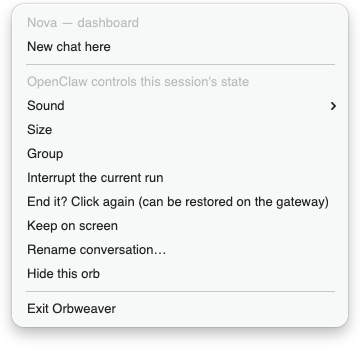 Nova — dashboard
New chat here
OpenClaw controls this session's state
Sound
Size
Group
Interrupt the current run
End it? Click again (can be restored on the gateway)
Keep on screen
Rename conversation…
Hide this orb
Exit Orbweaver